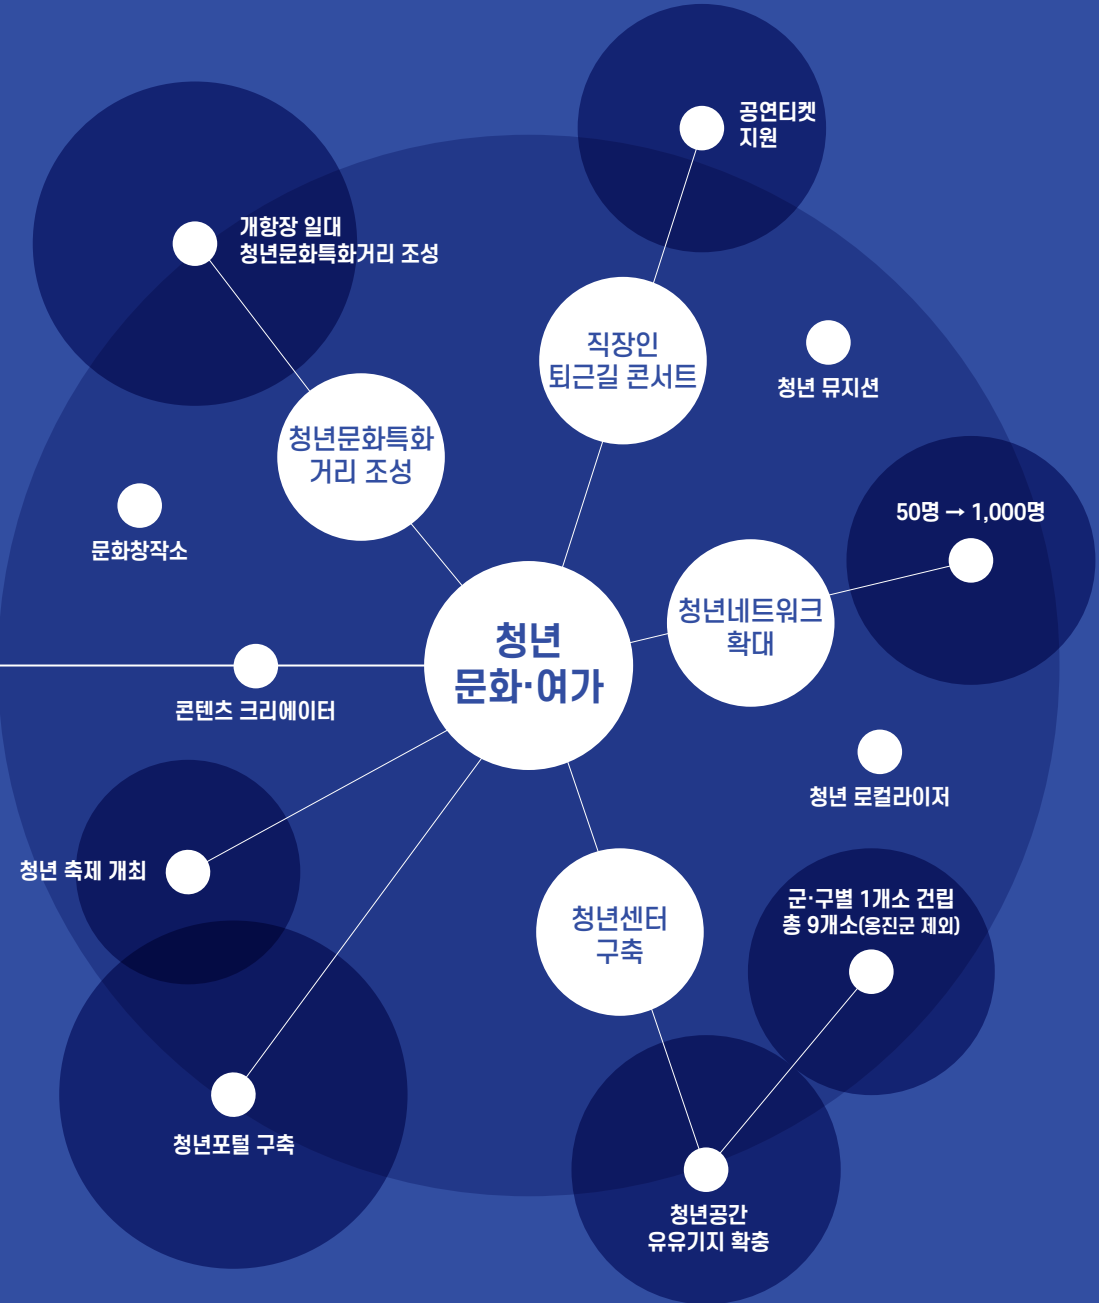 공연티켓
지원
개항장 일대
청년문화특화거리 조성
직장인
퇴근길 콘서트
청년 뮤지션
청년문화특화
거리 조성
문화창작소
50명 → 1,000명
청년네트워크
확대
청년
문화·여가
콘텐츠 크리에이터
청년 로컬라이저
청년 축제 개최
청년센터
구축
군·구별 1개소 건립
총 9개소(옹진군 제외)
청년포털 구축
청년공간
유유기지 확충